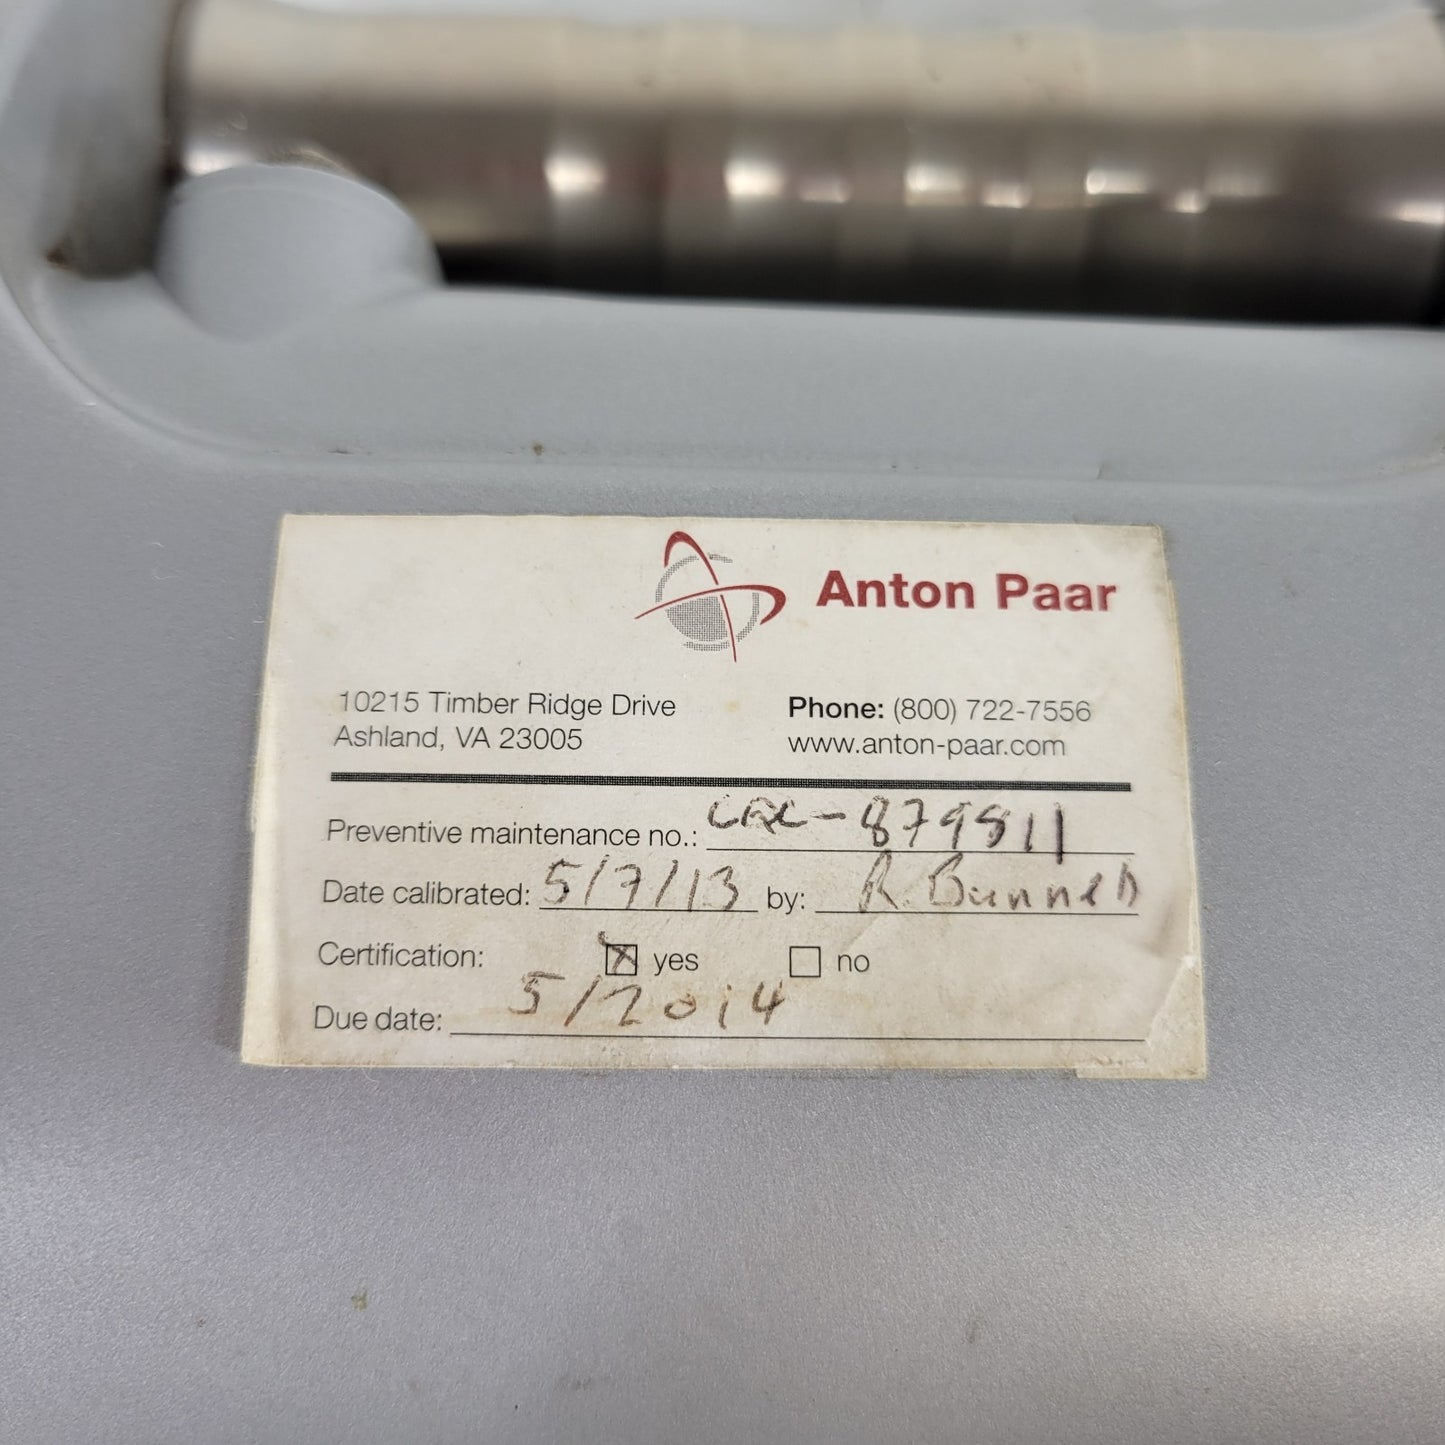 Anton Paar
10215 Timber Ridge Drive
Ashland, VA 23005
Phone: (800) 722-7556
www.anton-paar.com
Preventive maintenance no.: -879811
Date calibrated: 5/7/13 by: R.
Certification: yes no
Due date: 5/2014